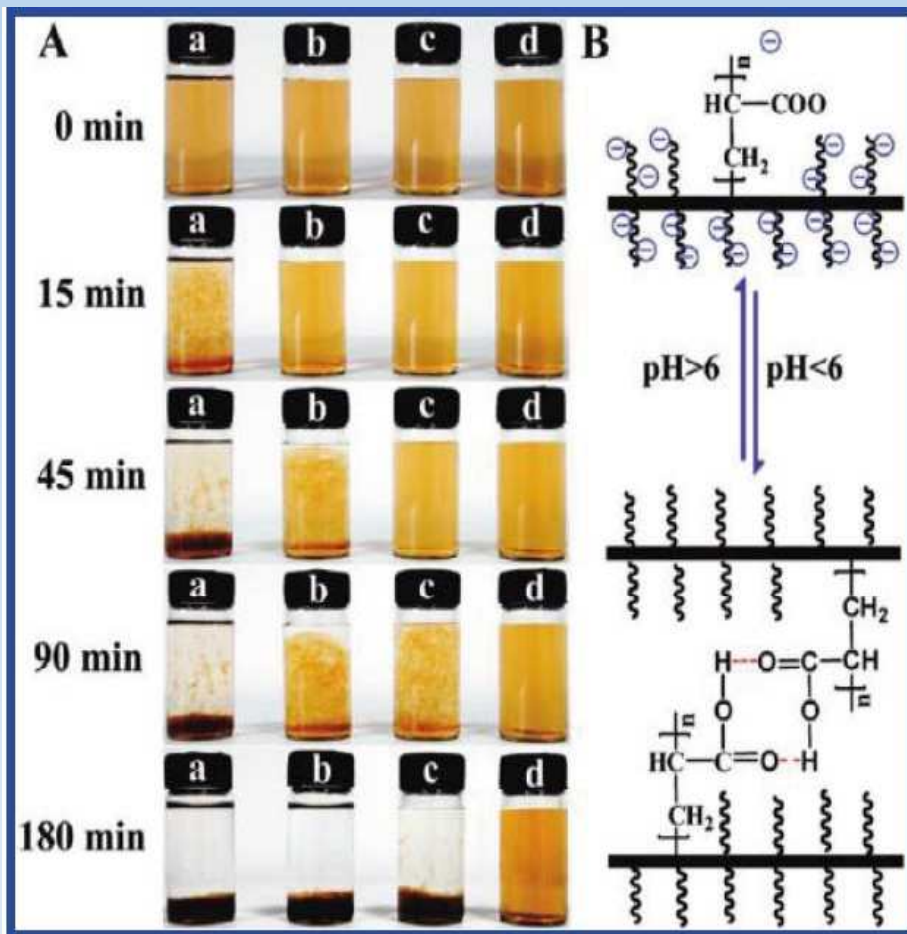 A
B
a b c d
0 min
a b c d
15 min
a b c d
45 min
a b c d
90 min
a b c d
180 min
n
HC—COO
CH₂
pH>6 pH<6
CH₂
H--O=C—CH
O O n
n
HC—C=O--H
CH₂